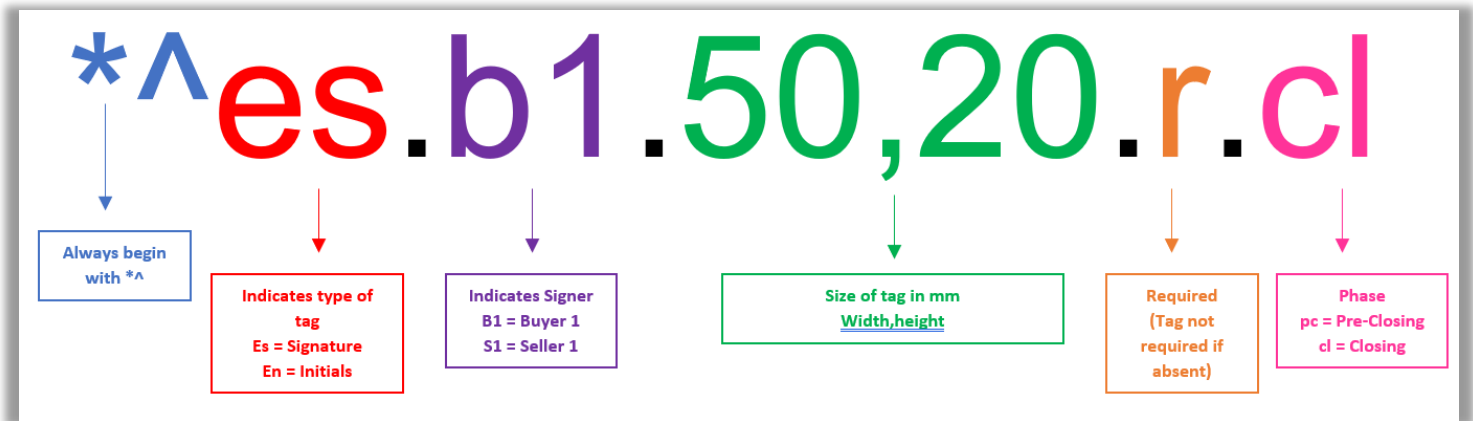 *^es.b1.50,20.r.cl
Always begin
with *^
Indicates type of
tag
Es = Signature
En = Initials
Indicates Signer
B1 = Buyer 1
S1 = Seller 1
Size of tag in mm
Width,height
Required
(Tag not
required if
absent)
Phase
pc = Pre-Closing
cl = Closing